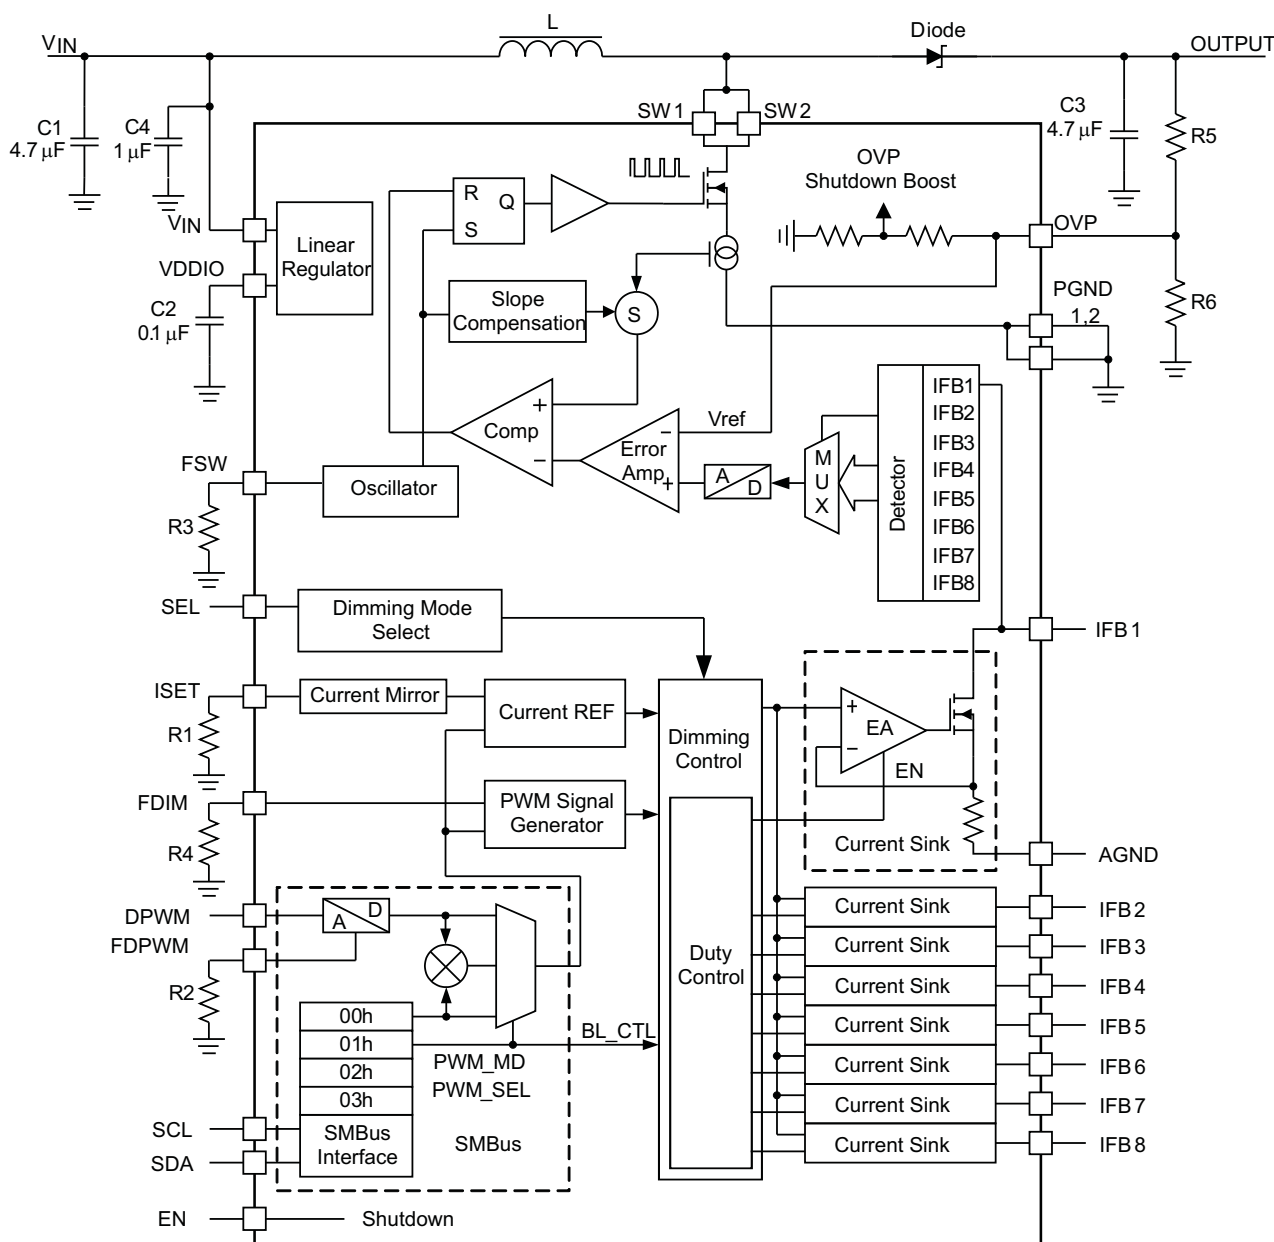 L
VIN
Diode
OUTPUT
SW1
SW2
C1
4.7 µF
C4
1 µF
C3
4.7 µF
R5
OVP
Shutdown Boost
R
Q
S
VIN
Linear
Regulator
OVP
VDDIO
C2
0.1 µF
Slope
Compensation
S
PGND
1,2
R6
IFB1
IFB2
IFB3
IFB4
IFB5
IFB6
IFB7
IFB8
Detector
MUX
Vref
+
Comp
−
−
Error
Amp
+
A
D
FSW
Oscillator
R3
SEL
Dimming Mode
Select
IFB1
ISET
Current Mirror
Current REF
R1
Dimming
Control
+
EA
−
EN
FDIM
PWM Signal
Generator
R4
Current Sink
AGND
DPWM
A
D
FDPWM
R2
Duty
Control
Current Sink
IFB2
Current Sink
IFB3
Current Sink
IFB4
Current Sink
IFB5
Current Sink
IFB6
Current Sink
IFB7
Current Sink
IFB8
00h
01h
02h
03h
BL_CTL
PWM_MD
PWM_SEL
SCL
SDA
SMBus
Interface
SMBus
EN
Shutdown